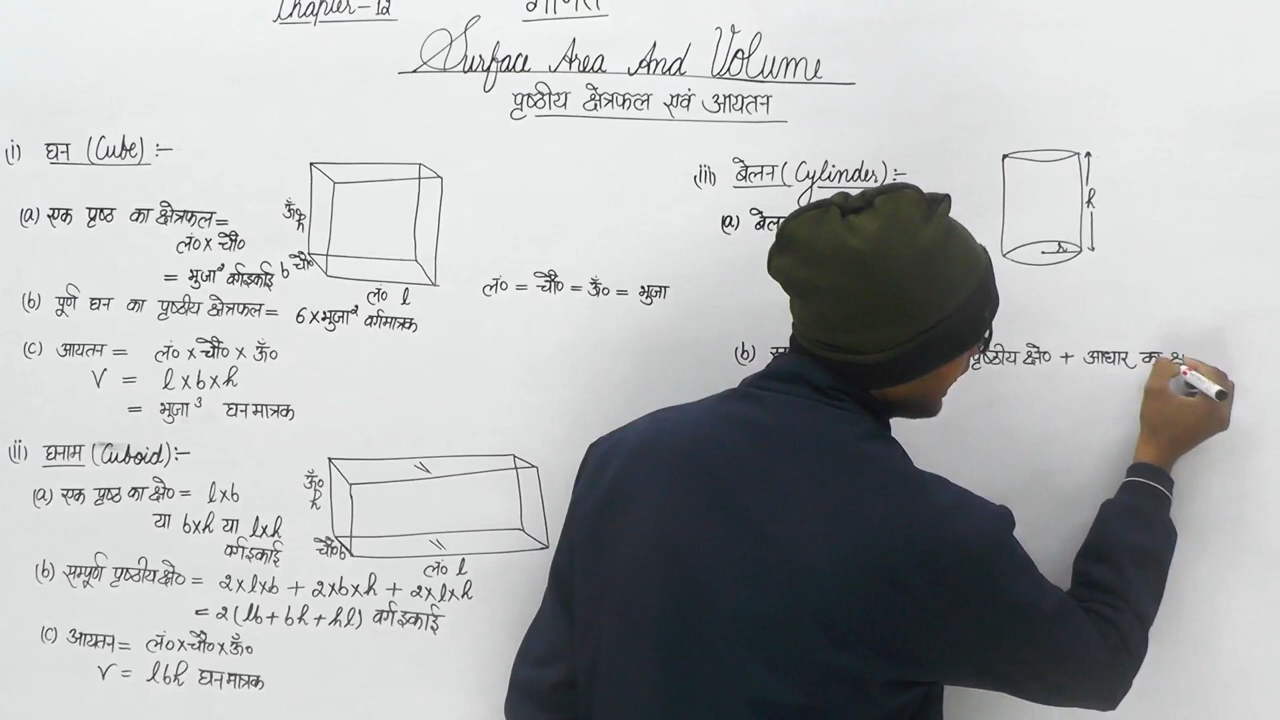 Chapter-12
गणित
Surface Area And Volume
पृष्ठीय क्षेत्रफल एवं आयतन
(i) घन (Cube) :-
(a) एक पृष्ठ का क्षेत्रफल =
लं० x चौ०
= भुजा² वर्गइकाई
(b) पूर्ण घन का पृष्ठीय क्षेत्रफल = 6 x भुजा² वर्गमात्रक
(c) आयतन = लं० x चौ० x ऊँ०
V = l x b x h
= भुजा³ घनमात्रक
ऊँ०
h
b चौ०
लं० l
लं० = चौ० = ऊँ० = भुजा
(ii) घनाभ (Cuboid) :-
(a) एक पृष्ठ का क्षे० = l x b
या b x h या l x h
वर्गइकाई
(b) सम्पूर्ण पृष्ठीय क्षे० = 2 x l x b + 2 x b x h + 2 x l x h
= 2(lb + bh + hl) वर्गइकाई
(c) आयतन = लं० x चौ० x ऊँ०
V = lbh घनमात्रक
ऊँ०
h
चौ० b
लं० l
(iii) बेलन (Cylinder) :-
(a)
h
r
(b) पृष्ठीय क्षे० + आधार का